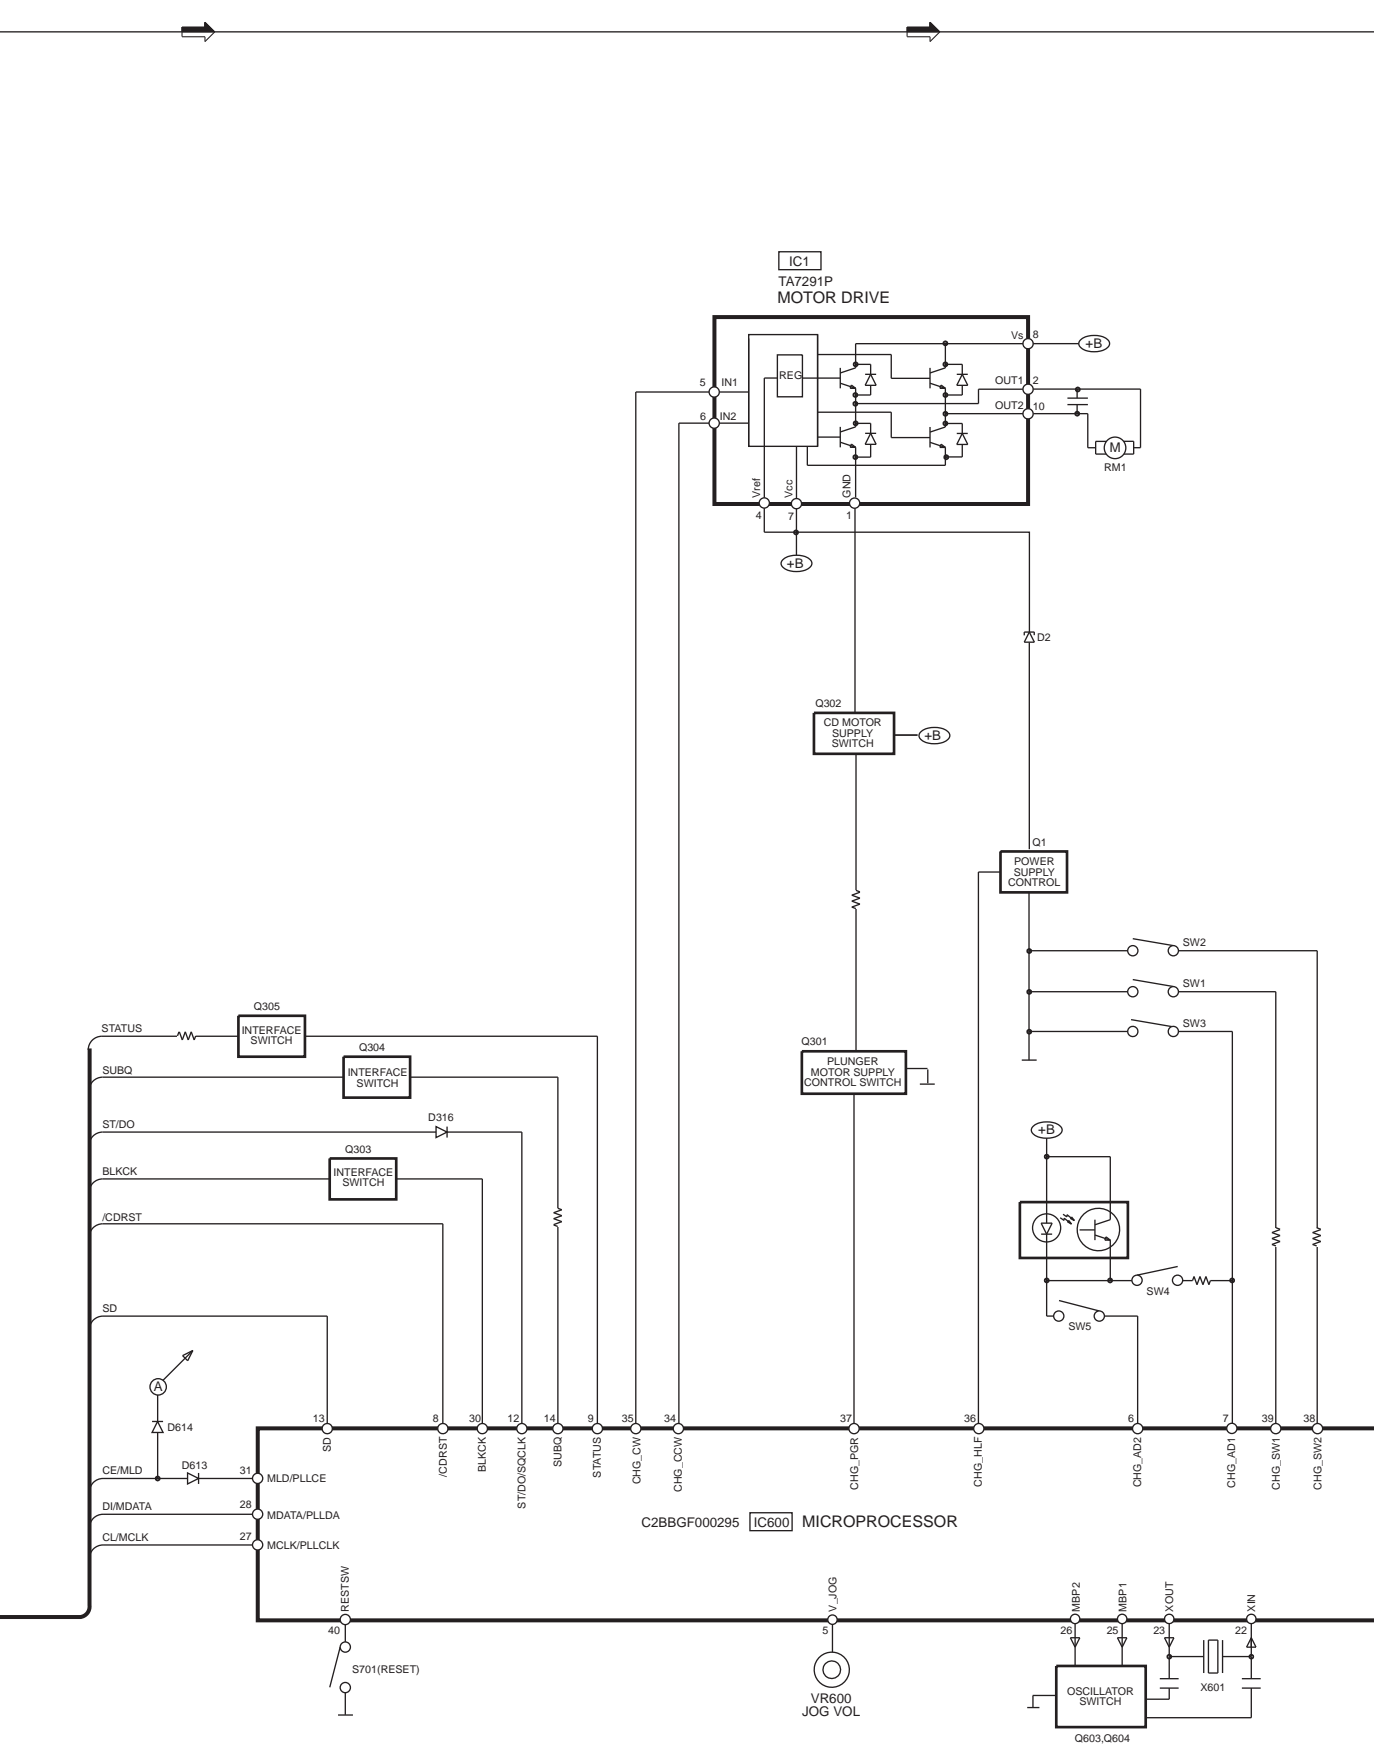 IC1
TA7291P
MOTOR DRIVE
Vs 8
+B
REG
5 IN1
OUT1 2
OUT2 10
6 IN2
M
RM1
Vref
Vcc
GND
4
7
1
+B
D2
Q302
CD MOTOR
SUPPLY
SWITCH
+B
Q1
POWER
SUPPLY
CONTROL
SW2
SW1
SW3
Q305
STATUS
INTERFACE
SWITCH
Q304
SUBQ
INTERFACE
SWITCH
Q301
PLUNGER
MOTOR SUPPLY
CONTROL SWITCH
D316
ST/DO
+B
Q303
BLKCK
INTERFACE
SWITCH
/CDRST
SW4
SD
SW5
A
D614
13
8
30
12
14
9
35
34
37
36
6
7
39
38
SD
/CDRST
BLKCK
ST/DO/SQCLK
SUBQ
STATUS
CHG_CW
CHG_CCW
CHG_PGR
CHG_HLF
CHG_AD2
CHG_AD1
CHG_SW1
CHG_SW2
CE/MLD
D613
31 MLD/PLLCE
DI/MDATA
28 MDATA/PLLDA
CL/MCLK
27 MCLK/PLLCLK
C2BBGF000295 IC600 MICROPROCESSOR
RESTSW
V_JOG
MBP2
MBP1
XOUT
XIN
40
5
26
25
23
22
S701(RESET)
VR600
JOG VOL
OSCILLATOR
SWITCH
X601
Q603,Q604